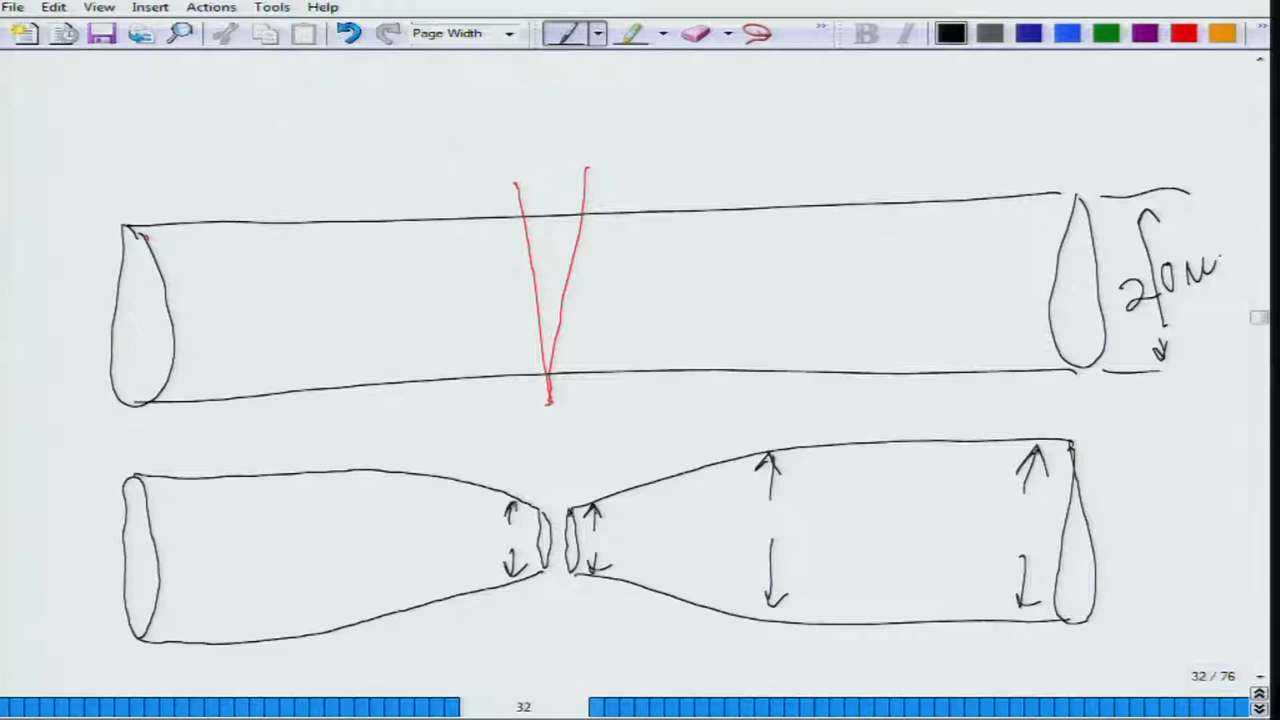 File Edit View Insert Actions Tools Help
Page Width
B I
32 / 76
32